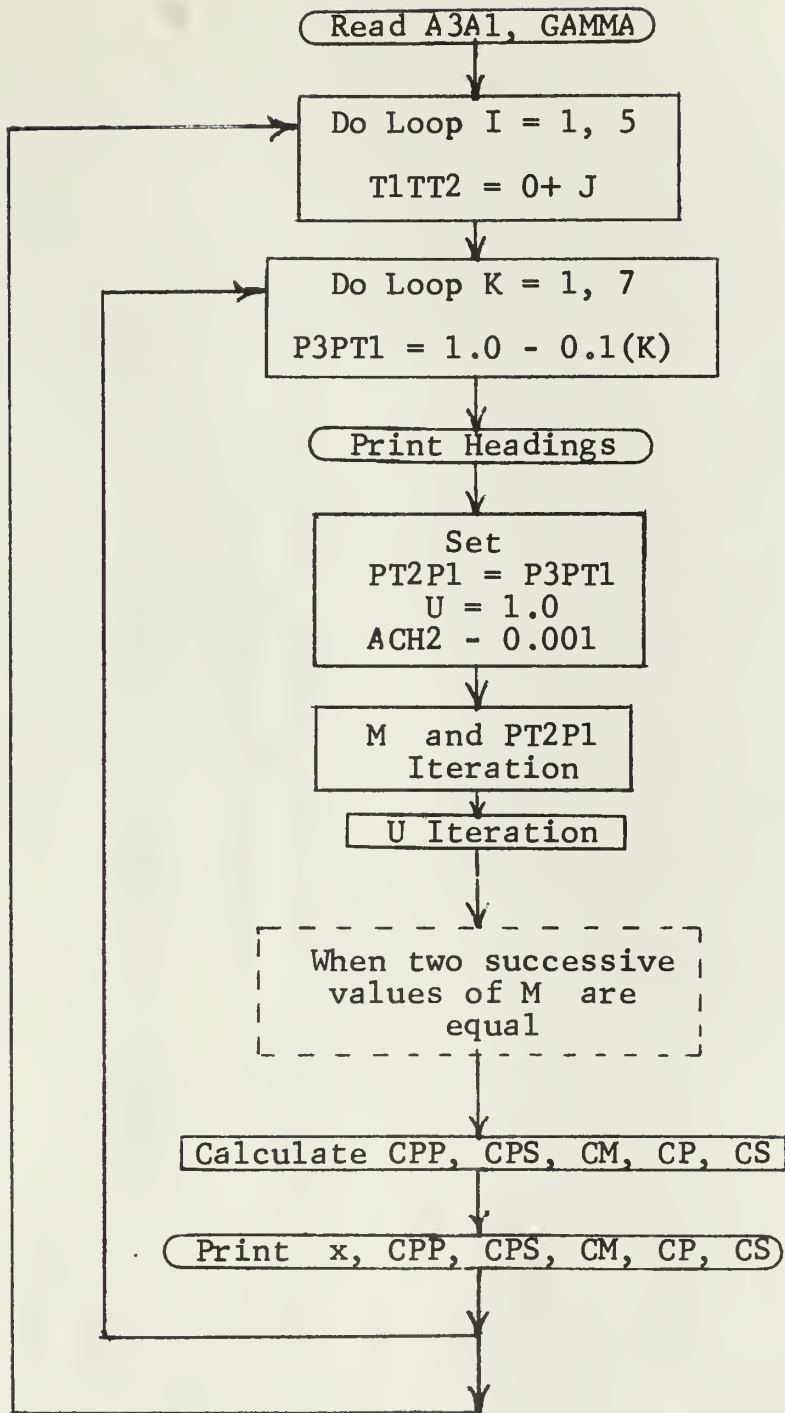 Read A3A1, GAMMA
Do Loop I = 1, 5
T1TT2 = 0+ J
Do Loop K = 1, 7
P3PT1 = 1.0 - 0.1(K)
Print Headings
Set
PT2P1 = P3PT1
U = 1.0
ACH2 - 0.001
M and PT2P1
Iteration
U Iteration
When two successive
values of M are
equal
Calculate CPP, CPS, CM, CP, CS
Print x, CPP, CPS, CM, CP, CS